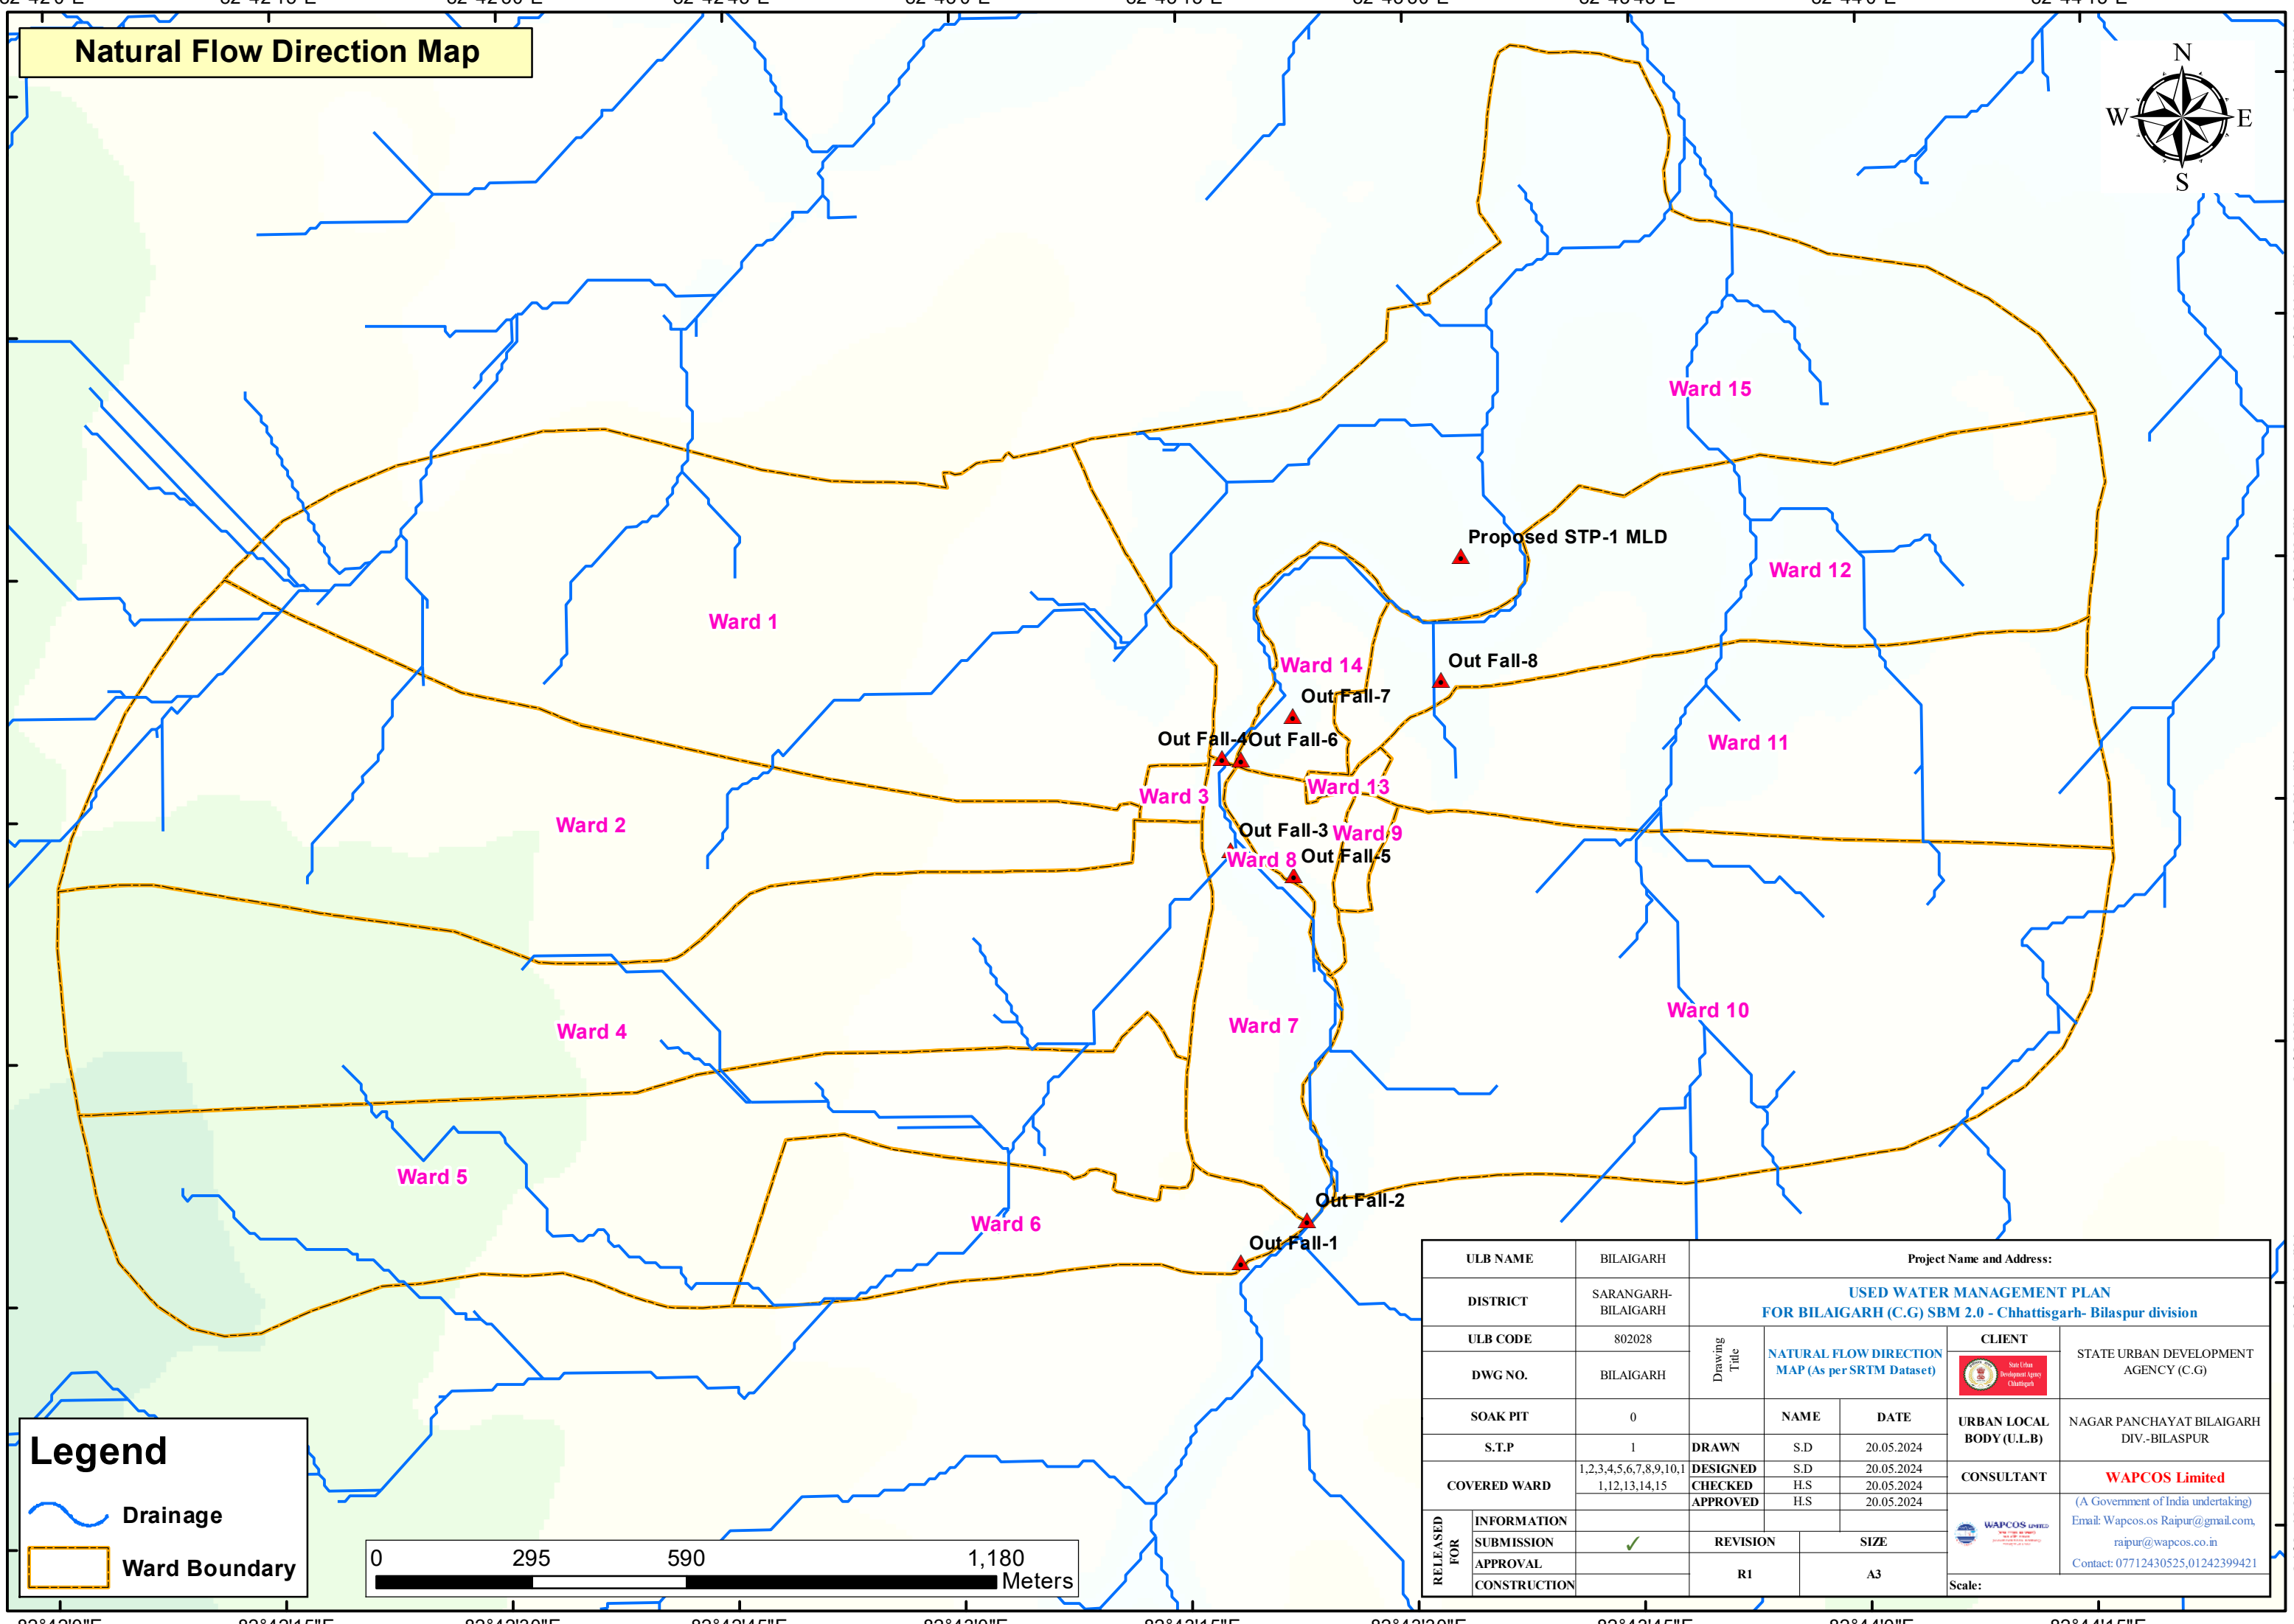 Natural Flow Direction Map
N
W E
S
Ward 15
Proposed STP-1 MLD
Ward 12
Ward 1
Ward 14
Out Fall-8
Out Fall-7
Out Fall-4 Out Fall-6
Ward 11
Ward 3
Ward 13
Ward 2
Out Fall-3
Ward 9
Ward 8
Out Fall-5
Ward 10
Ward 7
Ward 4
Ward 5
Ward 6
Out Fall-2
Out Fall-1
Legend
Drainage
Ward Boundary
0 295 590 1,180
Meters
ULB NAME BILAIGARH Project Name and Address:
DISTRICT SARANGARH-
BILAIGARH
USED WATER MANAGEMENT PLAN
FOR BILAIGARH (C.G) SBM 2.0 - Chhattisgarh- Bilaspur division
ULB CODE 802028
DWG NO. BILAIGARH
Drawing
Title
NATURAL FLOW DIRECTION
MAP (As per SRTM Dataset)
CLIENT
State Urban
Development Agency
Chhattisgarh
STATE URBAN DEVELOPMENT
AGENCY (C.G)
SOAK PIT 0 NAME DATE
URBAN LOCAL
BODY (U.L.B)
NAGAR PANCHAYAT BILAIGARH
DIV.-BILASPUR
S.T.P 1 DRAWN S.D 20.05.2024
COVERED WARD
1,2,3,4,5,6,7,8,9,10,1
1,12,13,14,15
DESIGNED S.D 20.05.2024
CHECKED H.S 20.05.2024
APPROVED H.S 20.05.2024
CONSULTANT WAPCOS Limited
(A Government of India undertaking)
Email: Wapcos.os Raipur@gmail.com,
raipur@wapcos.co.in
Contact: 07712430525,01242399421
WAPCOS LIMITED
RELEASED
FOR
INFORMATION
SUBMISSION ✓
APPROVAL
CONSTRUCTION
REVISION SIZE
R1 A3
Scale: